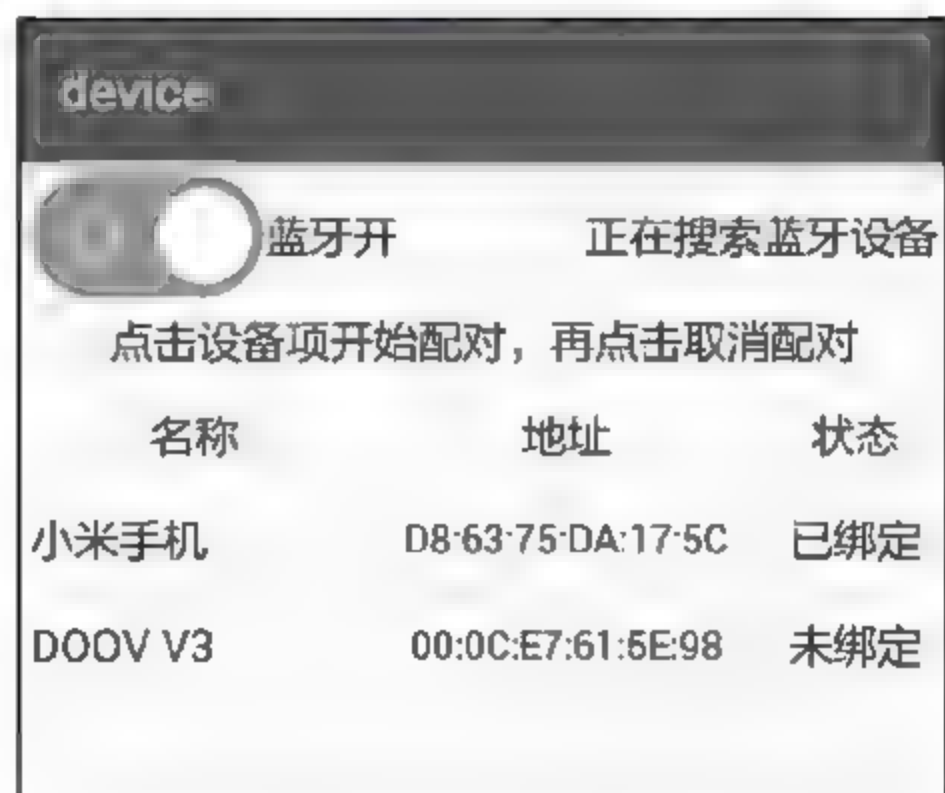 device
蓝牙开 正在搜索蓝牙设备
点击设备项开始配对，再点击取消配对
名称 地址 状态
小米手机 D8:63:75:DA:17:5C 已绑定
DOOV V3 00:0C:E7:61:5E:98 未绑定